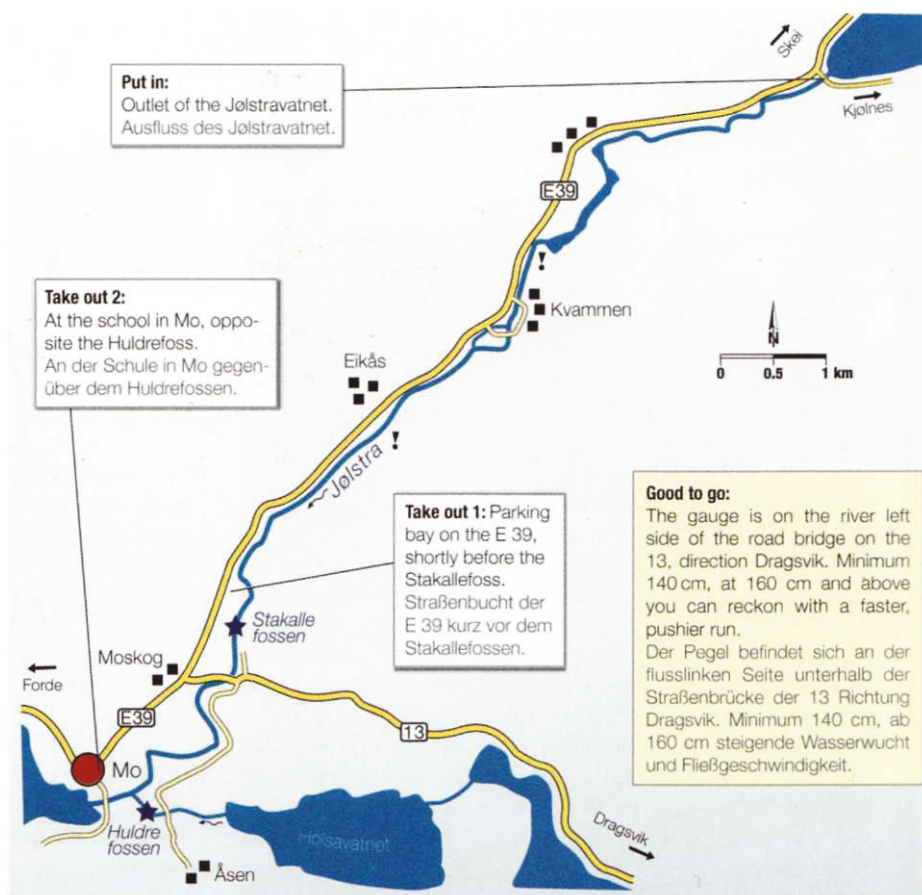 Skei
Put in:
Outlet of the Jølstravatnet.
Ausfluss des Jølstravatnet.
Kjølnes
E39
Take out 2:
At the school in Mo, oppo-
site the Huldrefoss.
An der Schule in Mo gegen-
über dem Huldrefossen.
!
Kvammen
N
0 0.5 1 km
Eikås
!
Jølstra
Take out 1: Parking
bay on the E 39,
shortly before the
Stakallefoss.
Straßenbucht der
E 39 kurz vor dem
Stakallefossen.
Good to go:
The gauge is on the river left
side of the road bridge on the
13, direction Dragsvik. Minimum
140 cm, at 160 cm and above
you can reckon with a faster,
pushier run.
Der Pegel befindet sich an der
flusslinken Seite unterhalb der
Straßenbrücke der 13 Richtung
Dragsvik. Minimum 140 cm, ab
160 cm steigende Wasserwucht
und Fließgeschwindigkeit.
Stakalle
fossen
Moskog
Forde
E39
13
Mo
Huldre
fossen
Holsavatnet
Dragsvik
Åsen